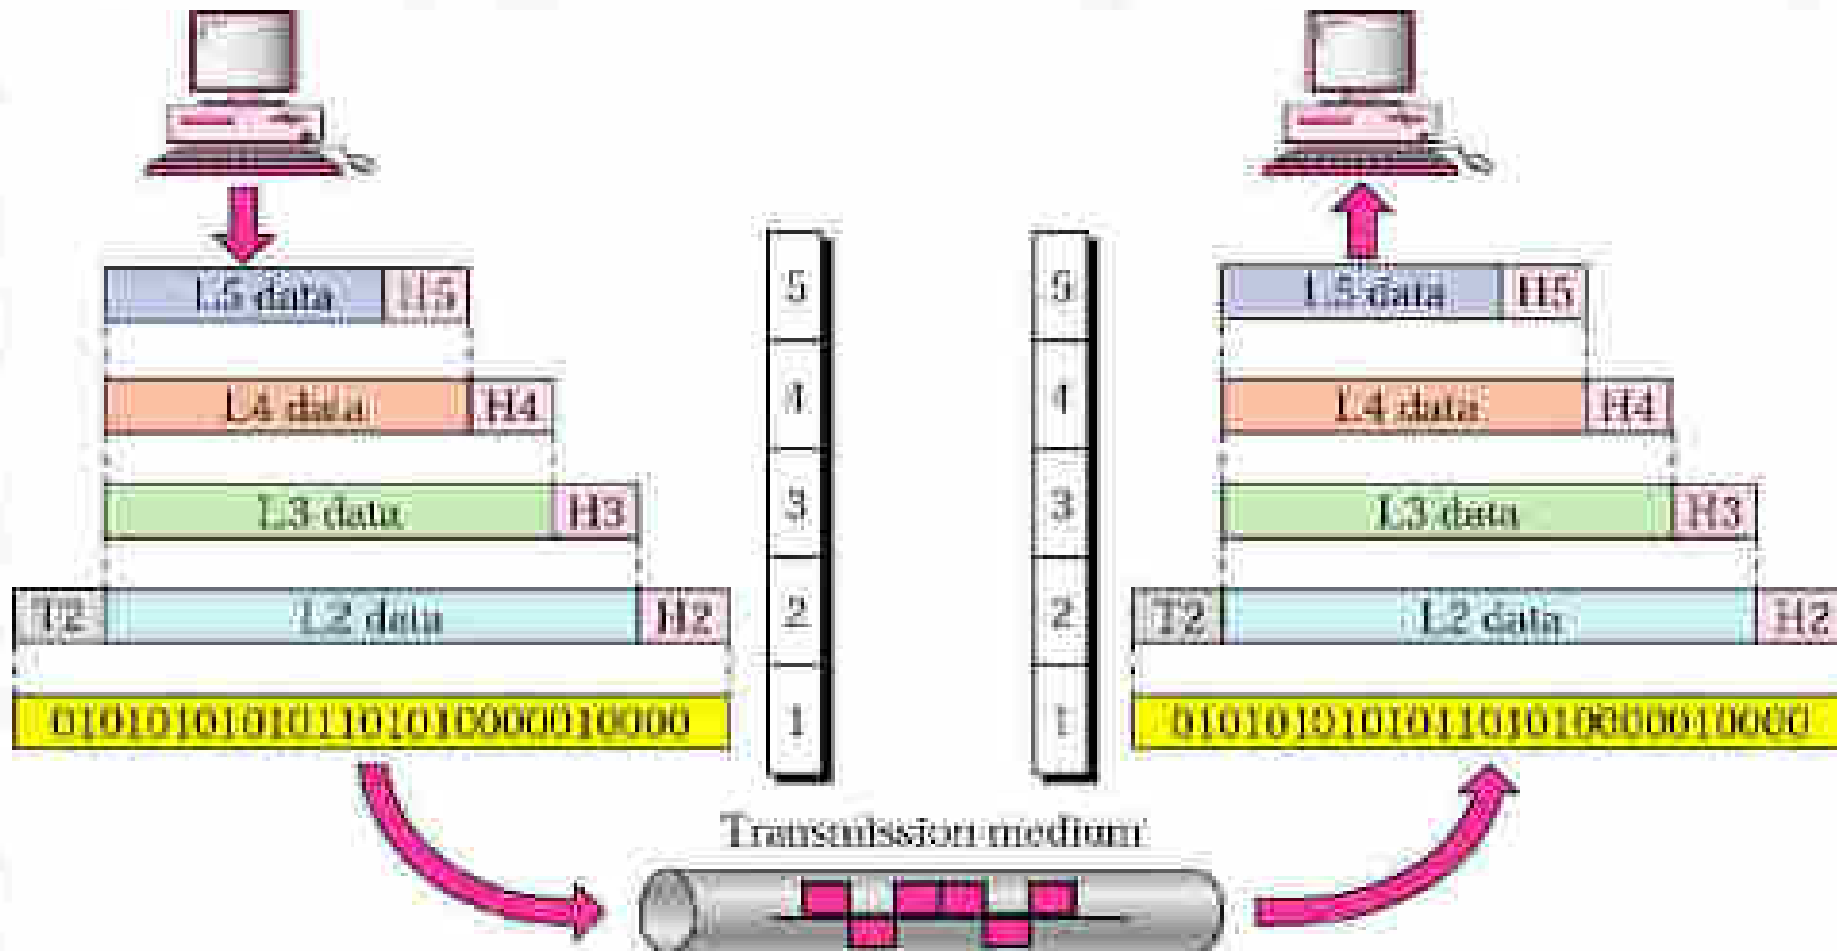 L5 data H5
L4 data H4
L3 data H3
T2 L2 data H2
0101010101011010100000010000
5
4
3
2
1
5
4
3
2
1
L5 data H5
L4 data H4
L3 data H3
T2 L2 data H2
0101010101011010100000010000
Transmission medium